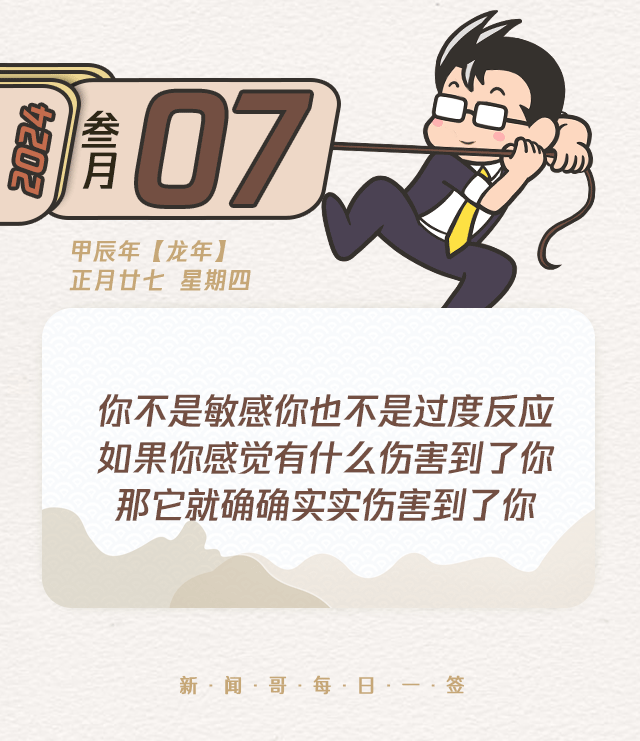 2024
叁月
07
甲辰年【龙年】
正月廿七 星期四
你不是敏感你也不是过度反应
如果你感觉有什么伤害到了你
那它就确确实实伤害到了你
新·闻·哥·每·日·一·签